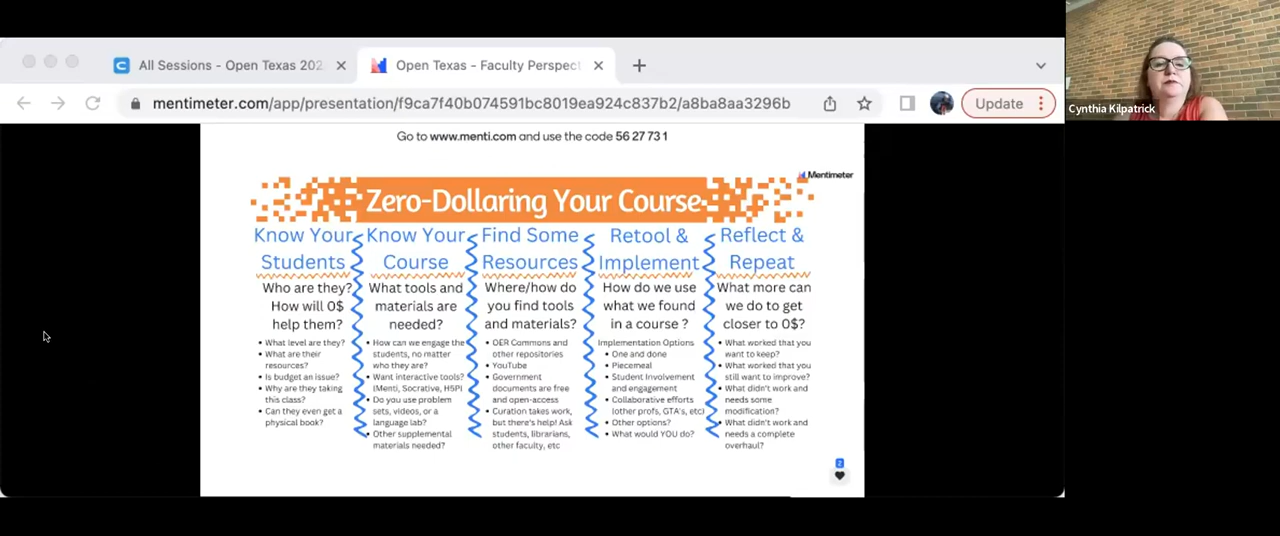 All Sessions - Open Texas 202
Open Texas - Faculty Perspect
mentimeter.com/app/presentation/f9ca7f40b074591bc8019ea924c837b2/a8ba8aa3296b
Update
Cynthia Kilpatrick
Go to www.menti.com and use the code 56 27 73 1
Mentimeter
Zero-Dollaring Your Course
Know Your
Students
Who are they?
How will 0$
help them?
• What level are they?
• What are their
resources?
• Is budget an issue?
• Why are they taking
this class?
• Can they even get a
physical book?
Know Your
Course
What tools and
materials are
needed?
• How can we engage the
students, no matter
who they are?
• Want interactive tools?
(Menti, Socrative, H5P)
• Do you use problem
sets, videos, or a
language lab?
• Other supplemental
materials needed?
Find Some
Resources
Where/how do
you find tools
and materials?
• OER Commons and
other repositories
• YouTube
• Government
documents are free
and open-access
• Curation takes work,
but there's help! Ask
students, librarians,
other faculty, etc
Retool &
Implement
How do we use
what we found
in a course ?
Implementation Options
• One and done
• Piecemeal
• Student Involvement
and engagement
• Collaborative efforts
(other profs, GTA's, etc)
• Other options?
• What would YOU do?
Reflect &
Repeat
What more can
we do to get
closer to 0$?
• What worked that you
want to keep?
• What worked that you
still want to improve?
• What didn't work and
needs some
modification?
• What didn't work and
needs a complete
overhaul?
2